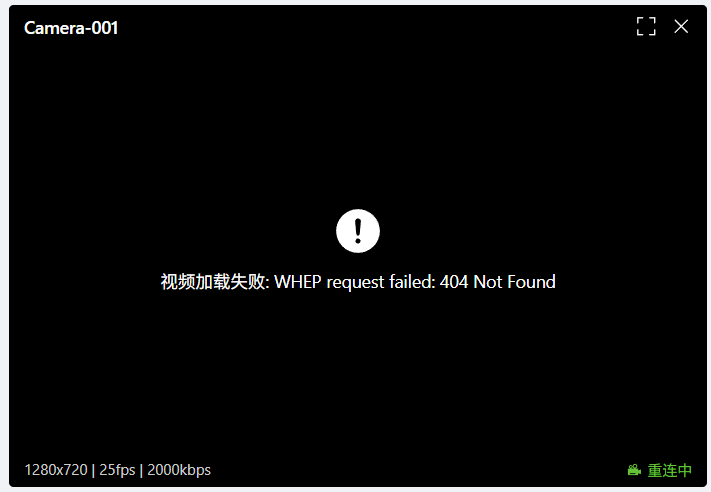 Camera-001
视频加载失败: WHEP request failed: 404 Not Found
1280x720 | 25fps | 2000kbps
重连中